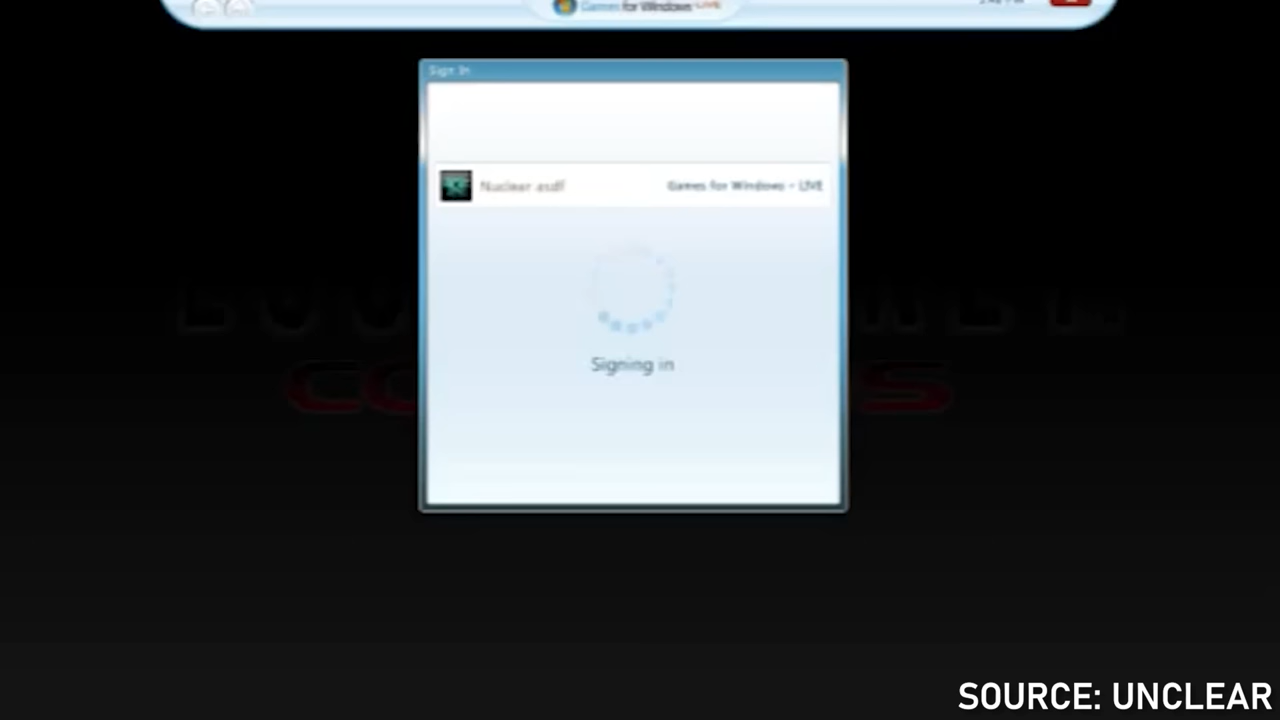 Games for Windows LIVE
Sign In
Nuclear asdf
Games for Windows - LIVE
Signing in
SOURCE: UNCLEAR